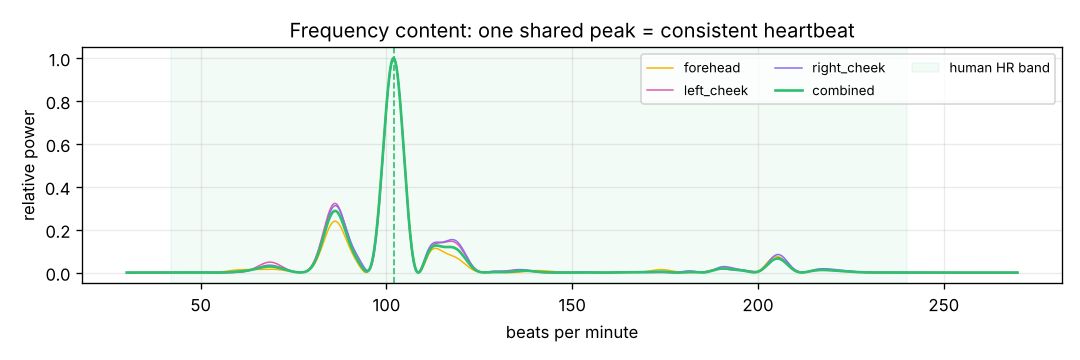 Frequency content: one shared peak = consistent heartbeat
forehead
left_cheek
right_cheek
combined
human HR band
relative power
1.0
0.8
0.6
0.4
0.2
0.0
50
100
150
200
250
beats per minute